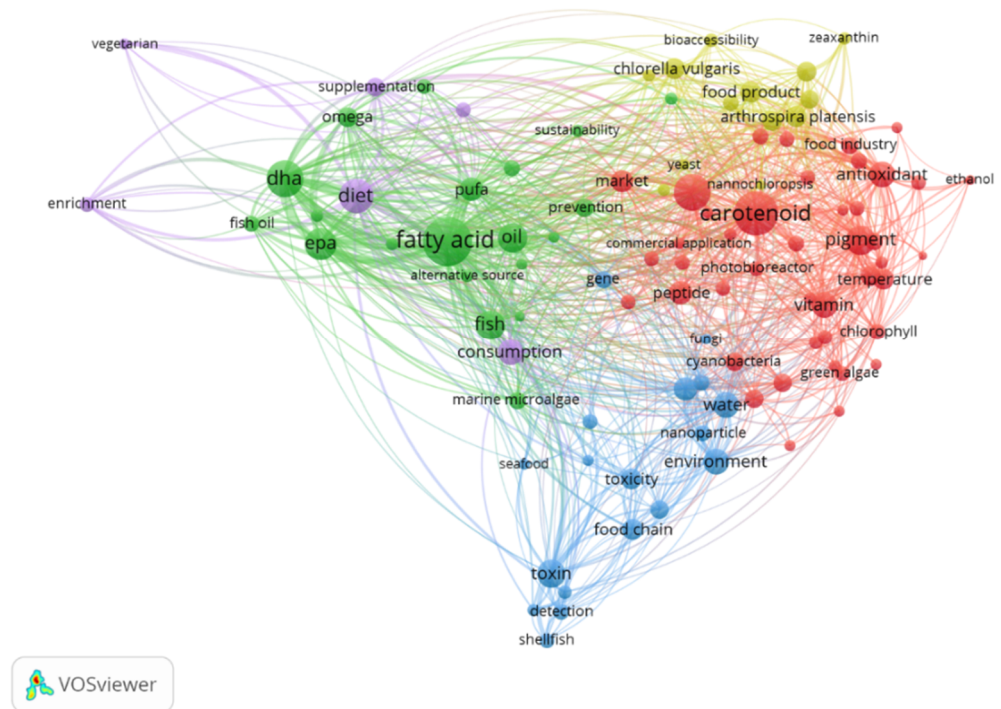 vegetarian
bioaccessibility
zeaxanthin
chlorella vulgaris
supplementation
food product
omega
arthrospira platensis
sustainability
food industry
yeast
dha
market
nannochloropsis
antioxidant
ethanol
diet
pufa
enrichment
prevention
carotenoid
fish oil
epa
fatty acid
oil
commercial application
pigment
alternative source
gene
photobioreactor
temperature
peptide
vitamin
fish
fungi
chlorophyll
consumption
cyanobacteria
green algae
marine microalgae
water
nanoparticle
seafood
environment
toxicity
food chain
toxin
detection
shellfish
VOSviewer